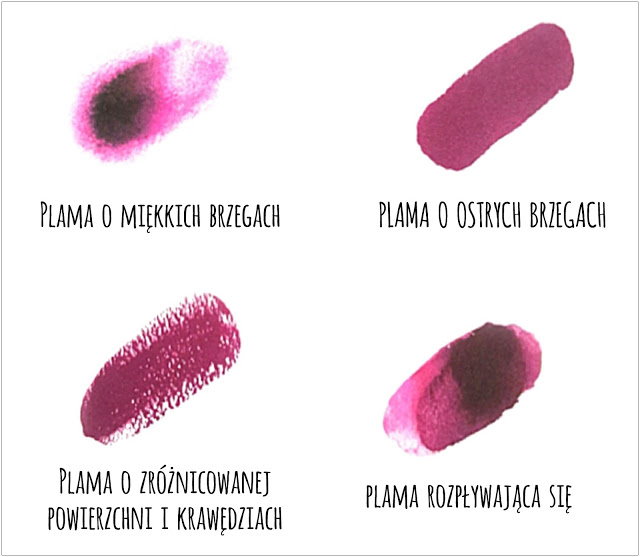 Plama o miękkich brzegach
PLAMA O OSTRYCH BRZEGACH
Plama o zróżnicowanej
powierzchni i krawędziach
plama rozpływająca się